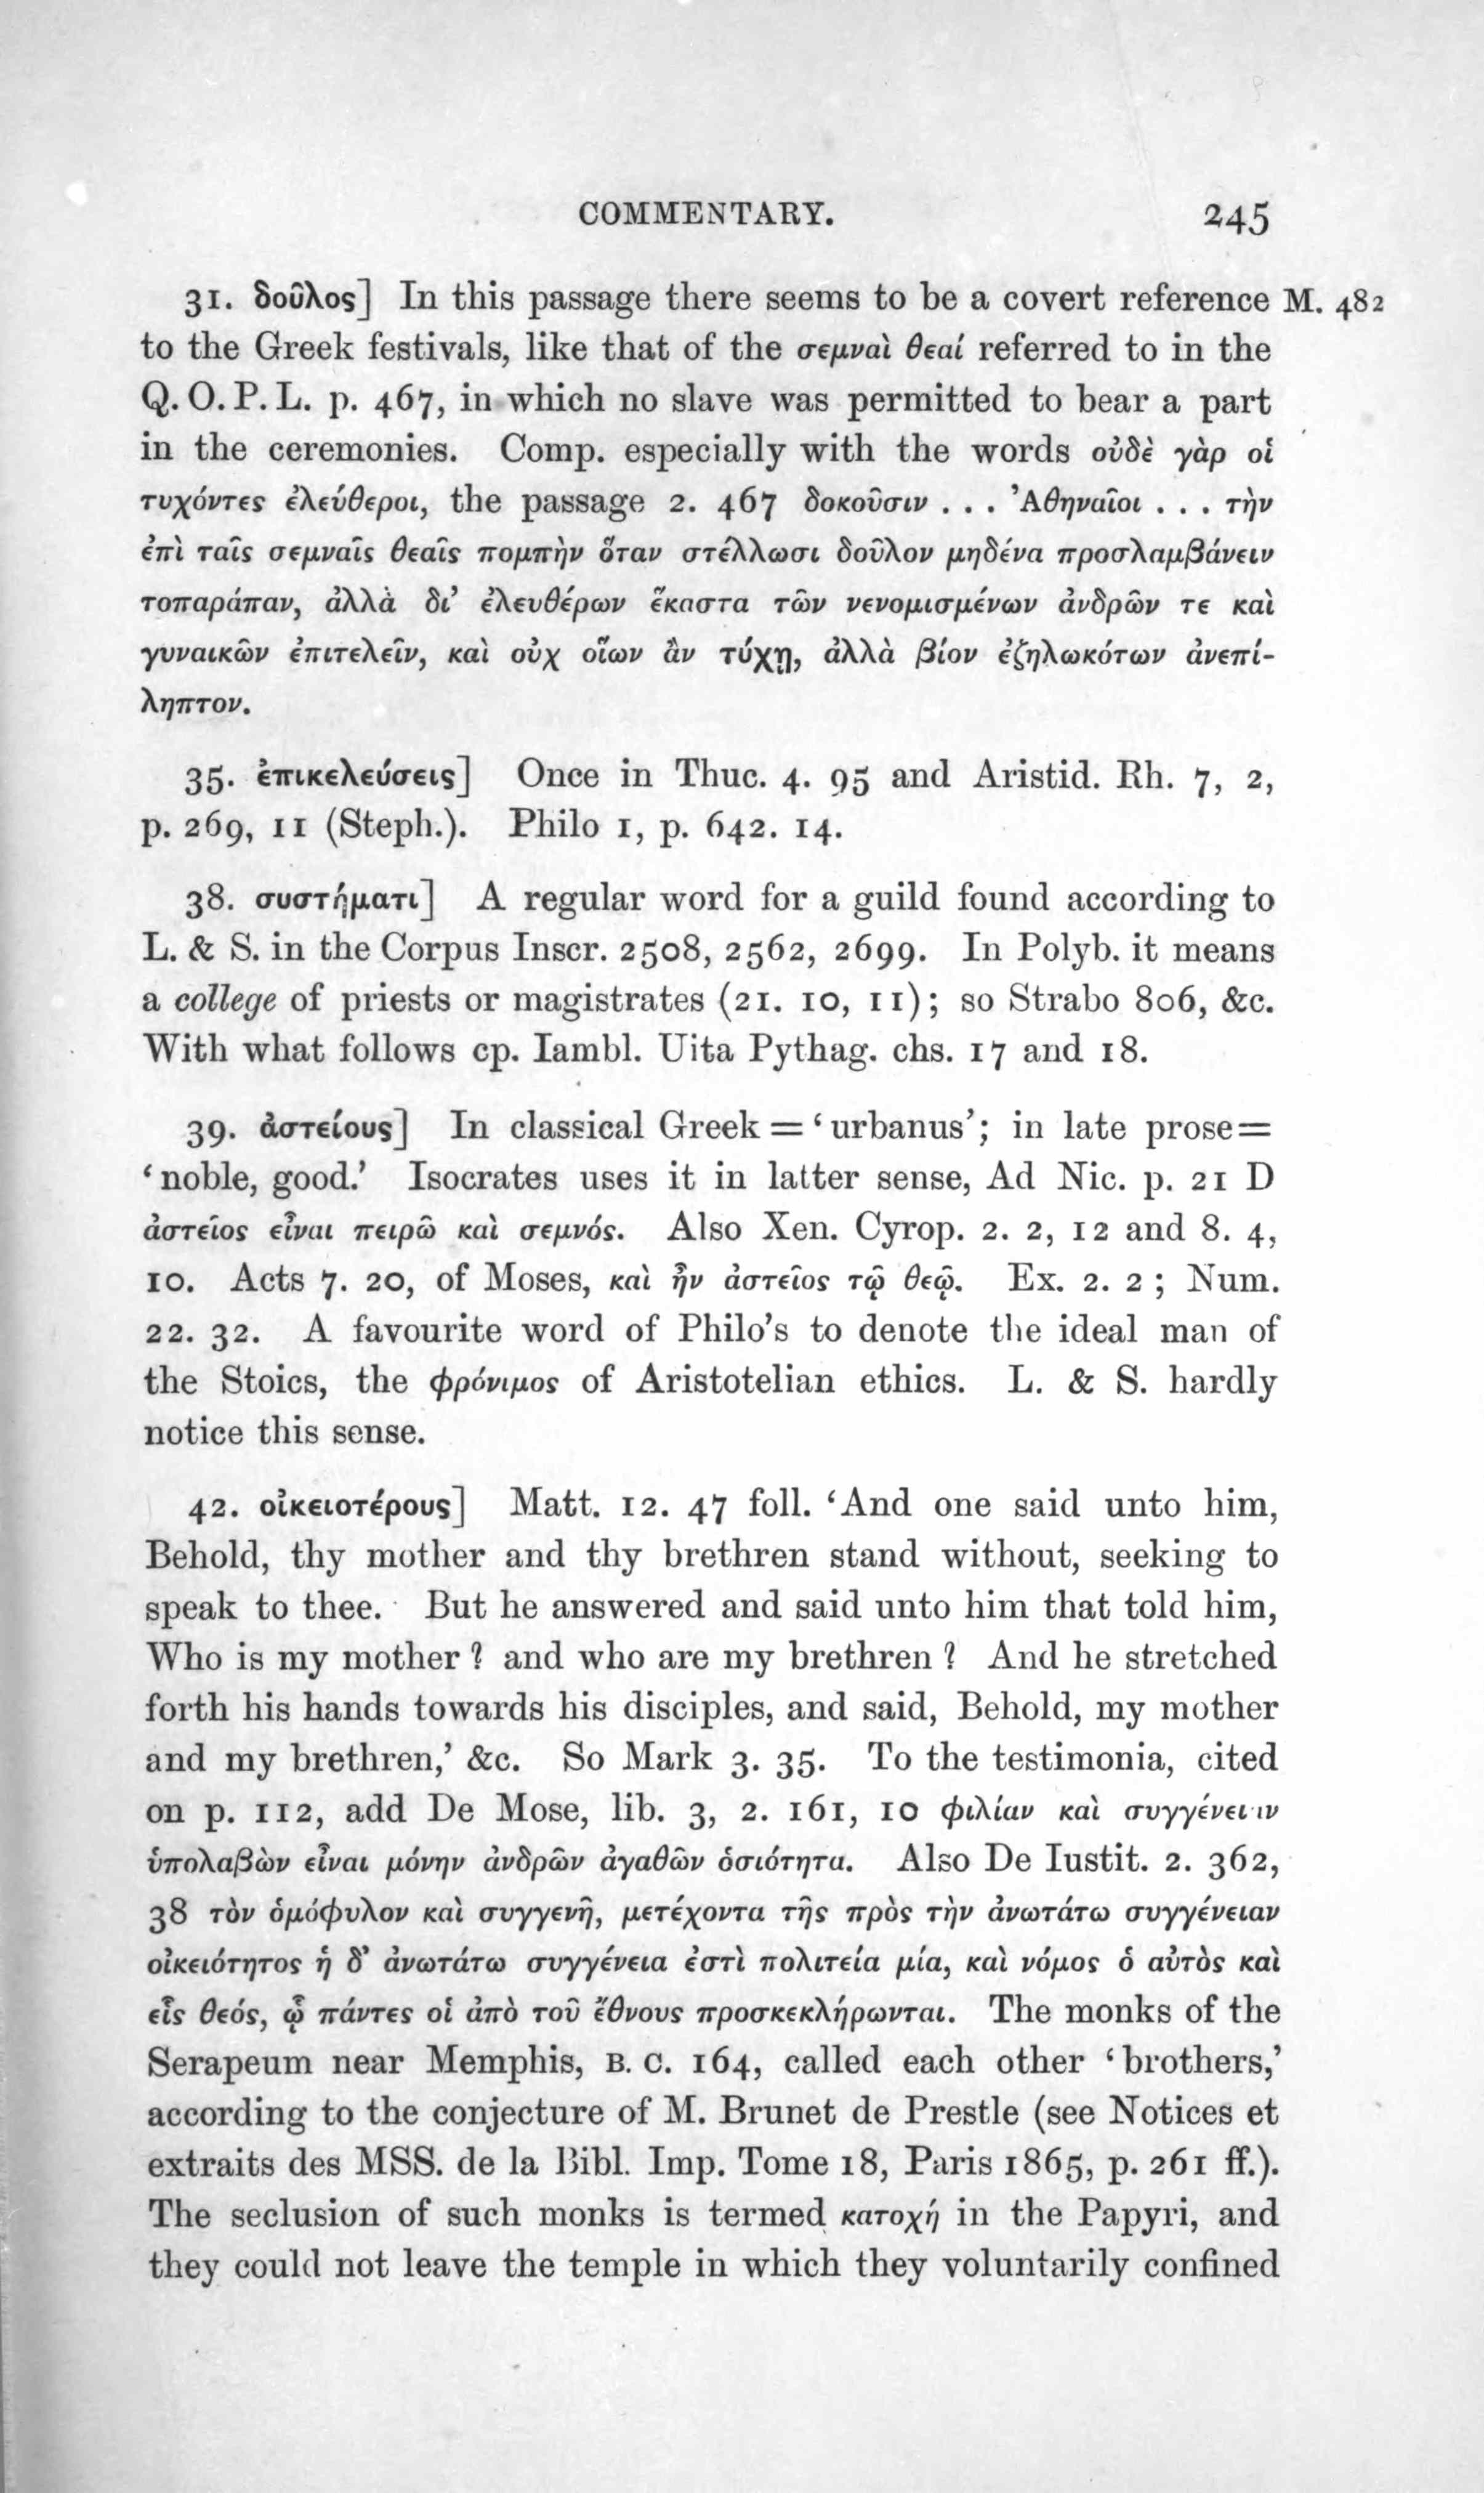 COMMENTARY. 245
31. δοῦλος] In this passage there seems to be a covert reference M. 482
to the Greek festivals, like that of the σεμναὶ θεαί referred to in the
Q. O. P. L. p. 467, in which no slave was permitted to bear a part
in the ceremonies. Comp. especially with the words οὐδὲ γὰρ οἱ
τυχόντες ἐλεύθεροι, the passage 2. 467 δοκοῦσιν . . . Ἀθηναῖοι . . . τὴν
ἐπὶ ταῖς σεμναῖς θεαῖς πομπὴν ὅταν στέλλωσι δοῦλον μηδένα προσλαμβάνειν
τοπαράπαν, ἀλλὰ δι’ ἐλευθέρων ἕκαστα τῶν νενομισμένων ἀνδρῶν τε καὶ
γυναικῶν ἐπιτελεῖν, καὶ οὐχ οἵων ἂν τύχῃ, ἀλλὰ βίον ἐζηλωκότων ἀνεπί-
ληπτον.
35. ἐπικελεύσεις] Once in Thuc. 4. 95 and Aristid. Rh. 7, 2,
p. 269, 11 (Steph.). Philo 1, p. 642. 14.
38. συστήματι] A regular word for a guild found according to
L. & S. in the Corpus Inscr. 2508, 2562, 2699. In Polyb. it means
a college of priests or magistrates (21. 10, 11); so Strabo 806, &c.
With what follows cp. Iambl. Uita Pythag. chs. 17 and 18.
39. ἀστείους] In classical Greek = ‘urbanus’; in late prose =
‘noble, good.’ Isocrates uses it in latter sense, Ad Nic. p. 21 D
ἀστεῖος εἶναι πειρῶ καὶ σεμνός. Also Xen. Cyrop. 2. 2, 12 and 8. 4,
10. Acts 7. 20, of Moses, καὶ ἦν ἀστεῖος τῷ θεῷ. Ex. 2. 2; Num.
22. 32. A favourite word of Philo’s to denote the ideal man of
the Stoics, the φρόνιμος of Aristotelian ethics. L. & S. hardly
notice this sense.
42. οἰκειοτέρους] Matt. 12. 47 foll. ‘And one said unto him,
Behold, thy mother and thy brethren stand without, seeking to
speak to thee. But he answered and said unto him that told him,
Who is my mother? and who are my brethren? And he stretched
forth his hands towards his disciples, and said, Behold, my mother
and my brethren,’ &c. So Mark 3. 35. To the testimonia, cited
on p. 112, add De Mose, lib. 3, 2. 161, 10 φιλίαν καὶ συγγένειαν
ὑπολαβὼν εἶναι μόνην ἀνδρῶν ἀγαθῶν ὁσιότητα. Also De Iustit. 2. 362,
38 τὸν ὁμόφυλον καὶ συγγενῆ, μετέχοντα τῆς πρὸς τὴν ἀνωτάτω συγγένειαν
οἰκειότητος ἡ δ’ ἀνωτάτω συγγένεια ἐστὶ πολιτεία μία, καὶ νόμος ὁ αὐτὸς καὶ
εἷς θεός, ᾧ πάντες οἱ ἀπὸ τοῦ ἔθνους προσκεκλήρωνται. The monks of the
Serapeum near Memphis, B. C. 164, called each other ‘brothers,’
according to the conjecture of M. Brunet de Prestle (see Notices et
extraits des MSS. de la Bibl. Imp. Tome 18, Paris 1865, p. 261 ff.).
The seclusion of such monks is termed κατοχή in the Papyri, and
they could not leave the temple in which they voluntarily confined